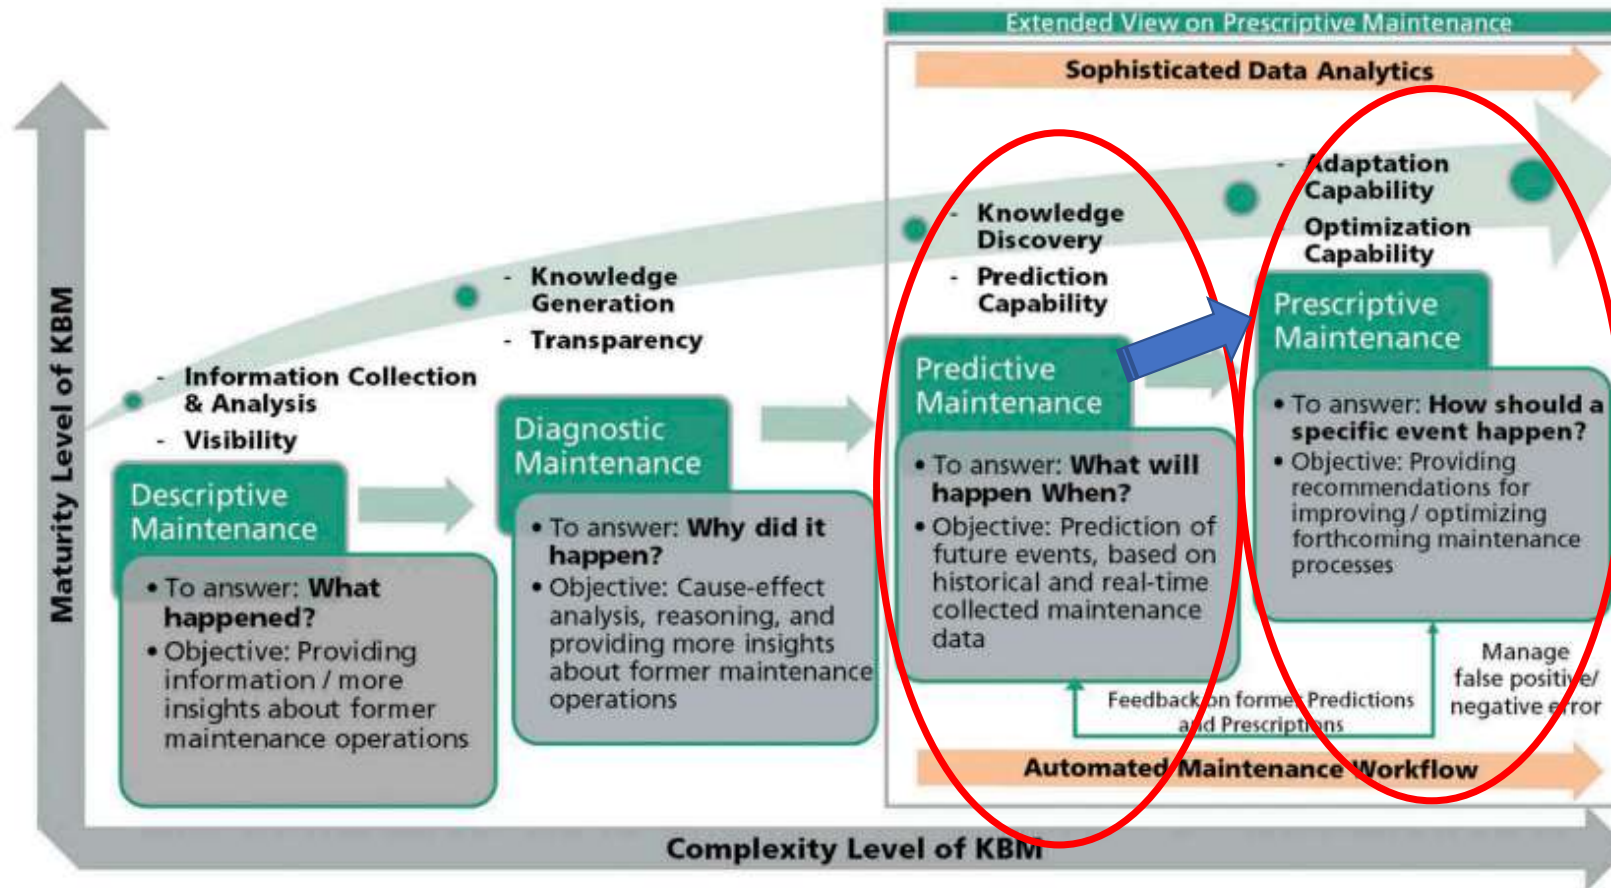 Extended View on Prescriptive Maintenance
Sophisticated Data Analytics
- Adaptation
Capability
- Optimization
Capability
- Knowledge
Discovery
- Prediction
Capability
- Knowledge
Generation
- Transparency
- Information Collection
& Analysis
- Visibility
Maturity Level of KBM
Descriptive
Maintenance
• To answer: What
happened?
• Objective: Providing
information / more
insights about former
maintenance operations
Diagnostic
Maintenance
• To answer: Why did it
happen?
• Objective: Cause-effect
analysis, reasoning, and
providing more insights
about former maintenance
operations
Predictive
Maintenance
• To answer: What will
happen When?
• Objective: Prediction of
future events, based on
historical and real-time
collected maintenance
data
Prescriptive
Maintenance
• To answer: How should a
specific event happen?
• Objective: Providing
recommendations for
improving / optimizing
forthcoming maintenance
processes
Feedback on former Predictions
and Prescriptions
Manage
false positive/
negative error
Automated Maintenance Workflow
Complexity Level of KBM